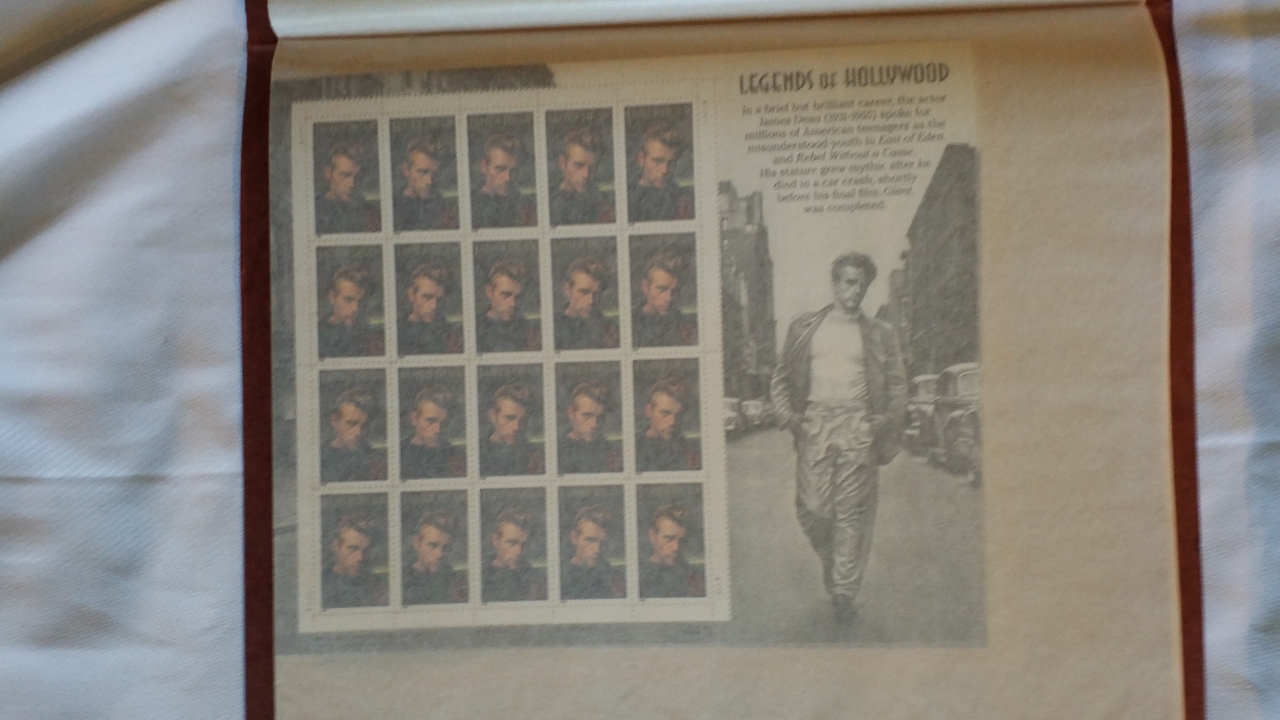 LEGENDS OF HOLLYWOOD
In a brief but brilliant career, the actor
James Dean (1931-1955) spoke for
millions of American teenagers as the
misunderstood youth in East of Eden
and Rebel Without a Cause.
His stature grew mythic after he
died in a car crash, shortly
before his final film, Giant,
was completed.